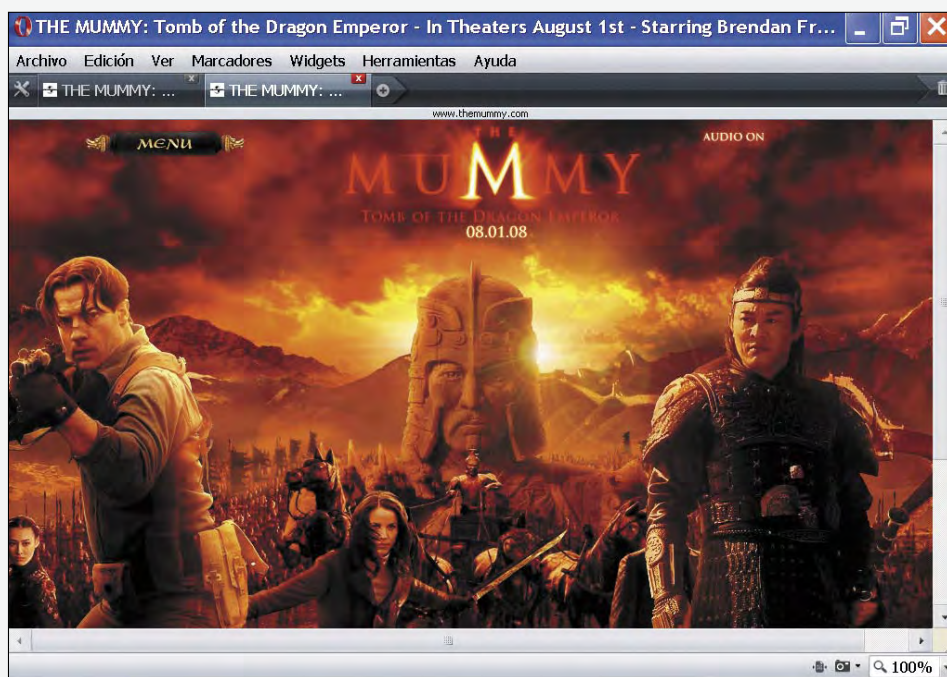 THE MUMMY: Tomb of the Dragon Emperor - In Theaters August 1st - Starring Brendan Fr...
Archivo Edición Ver Marcadores Widgets Herramientas Ayuda
THE MUMMY: ... THE MUMMY: ...
www.themummy.com
MENU
AUDIO ON
THE
MUMMY
TOMB OF THE DRAGON EMPEROR
08.01.08
100%